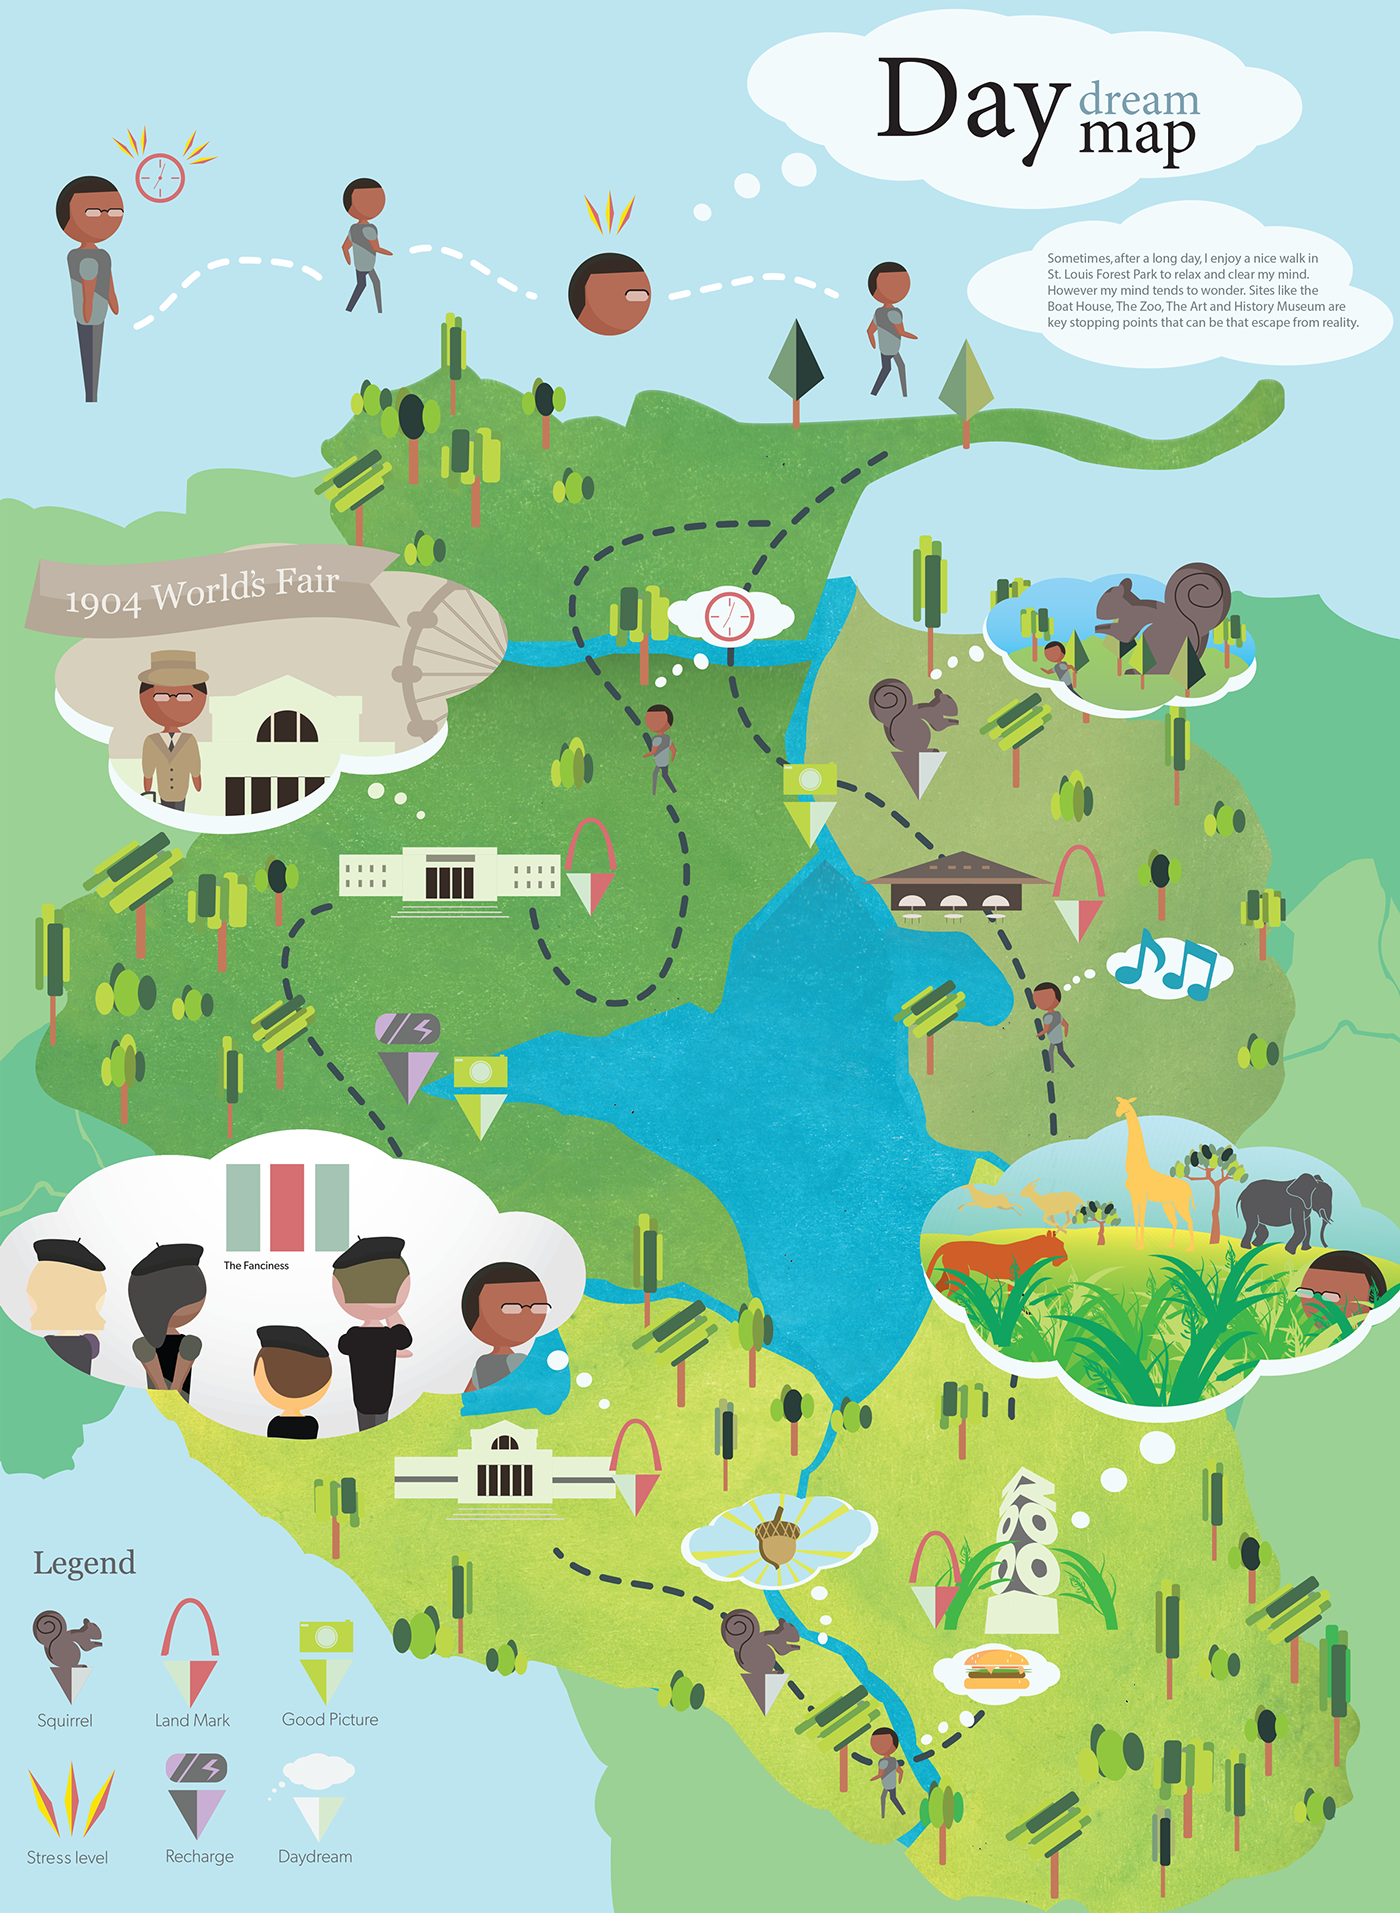 Day dream
map
Sometimes, after a long day, I enjoy a nice walk in
St. Louis Forest Park to relax and clear my mind.
However my mind tends to wonder. Sites like the
Boat House, The Zoo, The Art and History Museum are
key stopping points that can be that escape from reality.
1904 World's Fair
The Fanciness
ZOO
Legend
Squirrel
Land Mark
Good Picture
Stress level
Recharge
Daydream